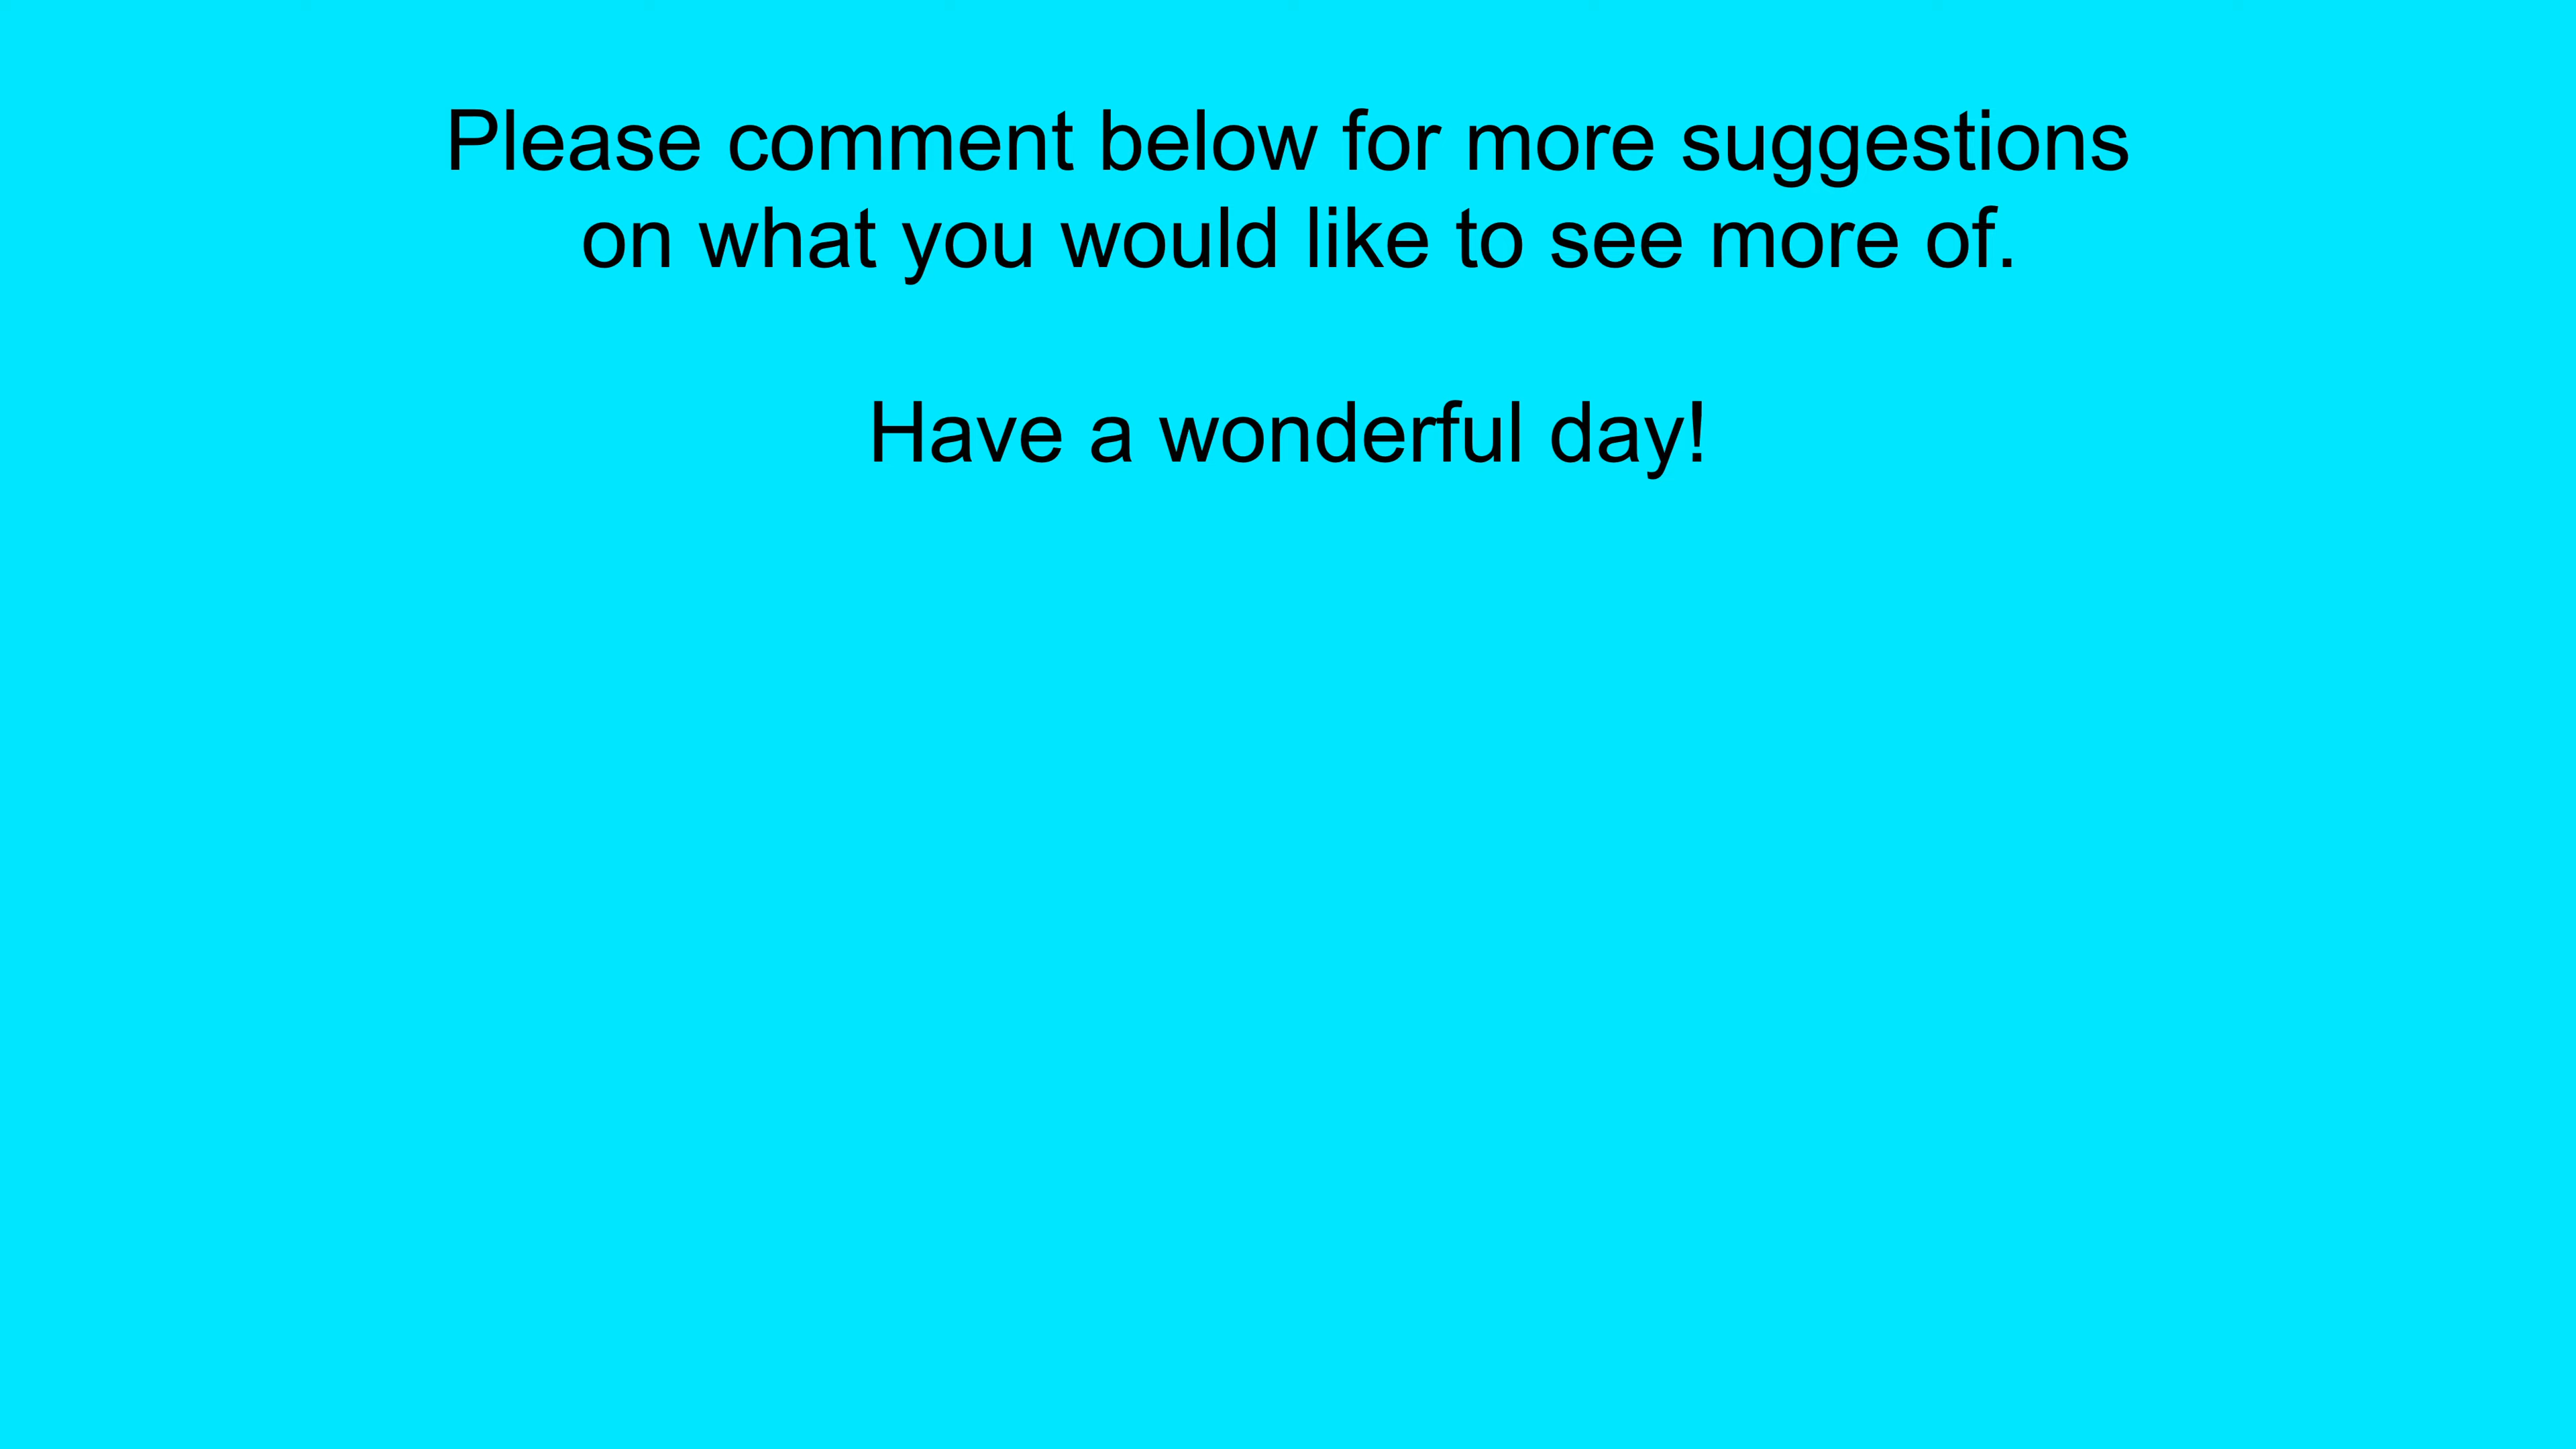 Please comment below for more suggestions
on what you would like to see more of.
Have a wonderful day!